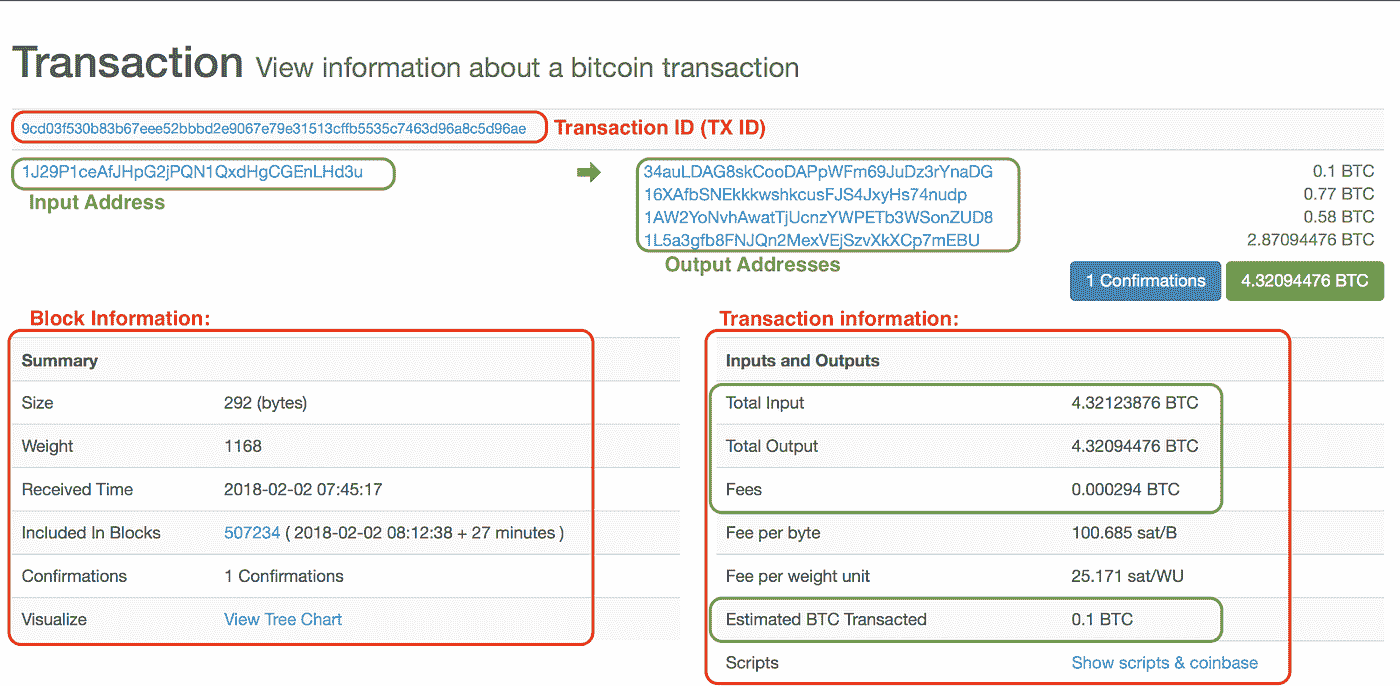 Transaction View information about a bitcoin transaction
9cd03f530b83b67eee52bbbd2e9067e79e31513cffb5535c7463d96a8c5d96ae Transaction ID (TX ID)
1J29P1ceAfJHpG2jPQN1QxdHgCGEnLHd3u 34auLDAG8skCooDAPpWFm69JuDz3rYnaDG 0.1 BTC
16XAfbSNEkkkwshkcusFJS4JxyHs74nudp 0.77 BTC
Input Address
1AW2YoNvhAwatTjUcnzYWPETb3WSonZUD8 0.58 BTC
1L5a3gfb8FNJQn2MexVEjSzvXkXCp7mEBU 2.87094476 BTC
Output Addresses
1 Confirmations 4.32094476 BTC
Block Information:
Summary
Size 292 (bytes)
Weight 1168
Received Time 2018-02-02 07:45:17
Included In Blocks 507234 ( 2018-02-02 08:12:38 + 27 minutes )
Confirmations 1 Confirmations
Visualize View Tree Chart
Transaction information:
Inputs and Outputs
Total Input 4.32123876 BTC
Total Output 4.32094476 BTC
Fees 0.000294 BTC
Fee per byte 100.685 sat/B
Fee per weight unit 25.171 sat/WU
Estimated BTC Transacted 0.1 BTC
Scripts Show scripts & coinbase